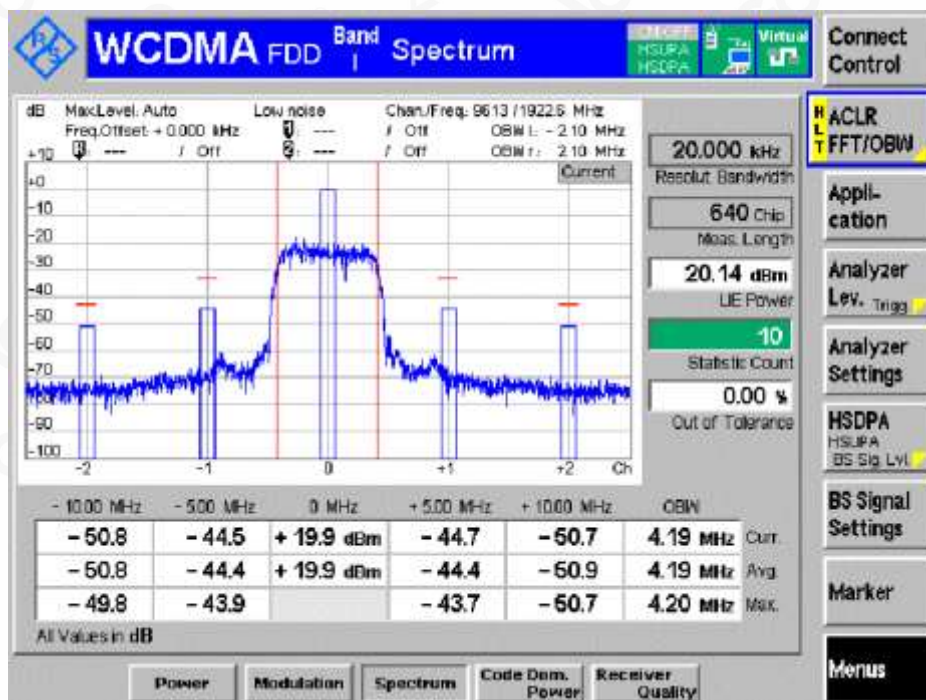 WCDMA FDD Band I Spectrum
HSUPA
HSDPA
Virtual
Connect
Control
dB Max.Level: Auto Low noise Chan./Freq.: 9613 / 1922.6 MHz
Freq.Offset: + 0.000 kHz --- / Off OBW l: - 2.10 MHz
--- / Off --- / Off OBW r: 2.10 MHz
Current
+10
+0
-10
-20
-30
-40
-50
-60
-70
-90
-100
-2 -1 0 +1 +2 Ch
20.000 kHz
Resolut. Bandwidth
640 Chip
Meas. Length
20.14 dBm
UE Power
10
Statistic Count
0.00 %
Out of Tolerance
H L T
ACLR
FFT/OBW
Appli-
cation
Analyzer
Lev. Trigg
Analyzer
Settings
HSDPA
HSUPA
BS Sig. Lvl.
BS Signal
Settings
Marker
Menus
- 10.00 MHz - 5.00 MHz 0 MHz + 5.00 MHz + 10.00 MHz OBW
- 50.8 - 44.5 + 19.9 dBm - 44.7 - 50.7 4.19 MHz Curr.
- 50.8 - 44.4 + 19.9 dBm - 44.4 - 50.9 4.19 MHz Avg.
- 49.8 - 43.9 - 43.7 - 50.7 4.20 MHz Max.
All Values in dB
Power
Modulation
Spectrum
Code Dom.
Power
Receiver
Quality